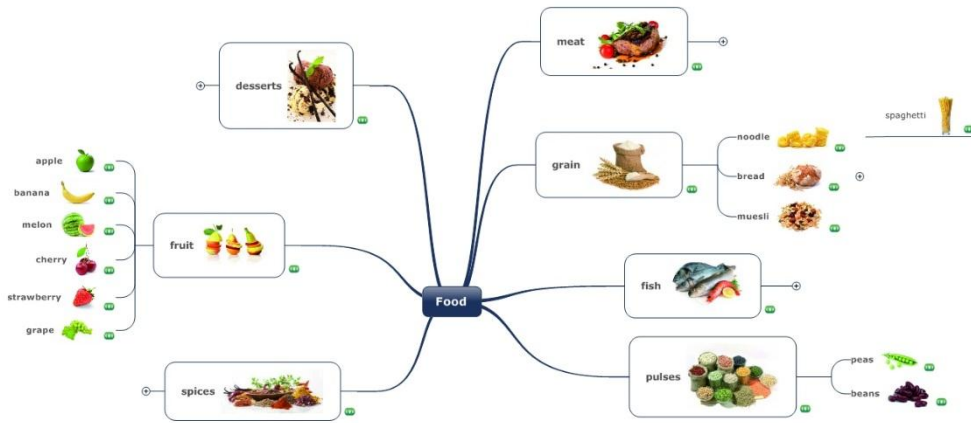 meat
desserts
spaghetti
noodle
grain
bread
muesli
apple
banana
melon
cherry
strawberry
grape
fruit
fish
Food
spices
pulses
peas
beans